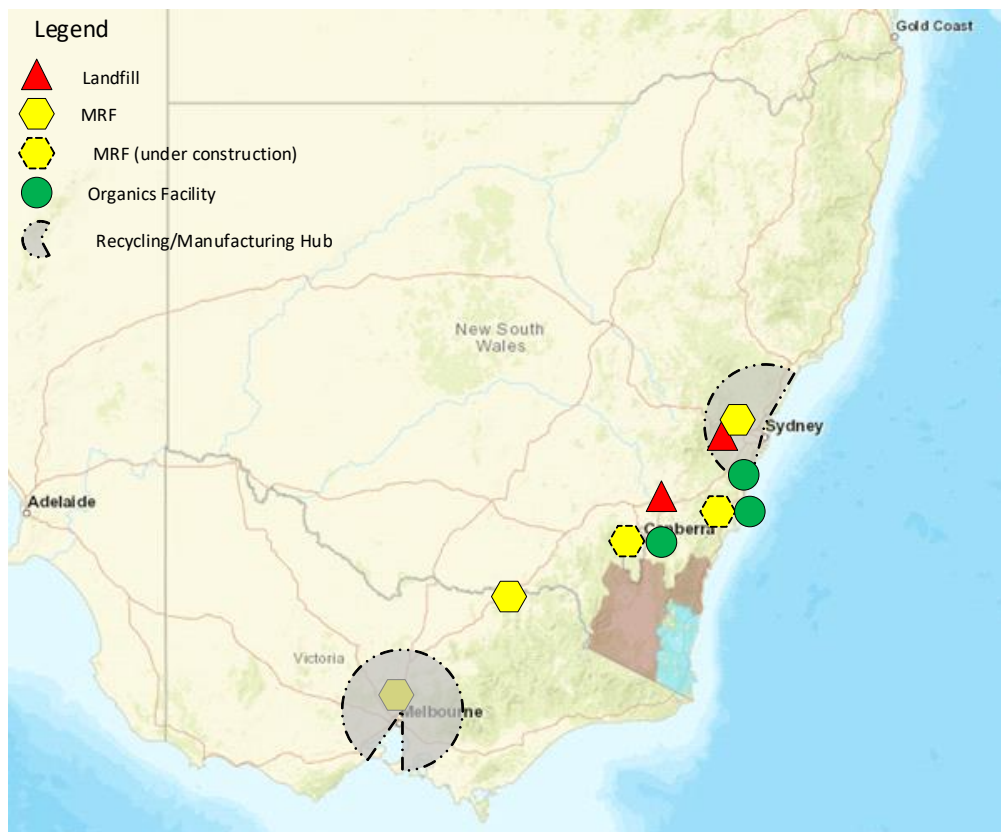 Legend
Landfill
MRF
MRF (under construction)
Organics Facility
Recycling/Manufacturing Hub
Gold Coast
New South
Wales
Sydney
Adelaide
Canberra
Victoria
Melbourne